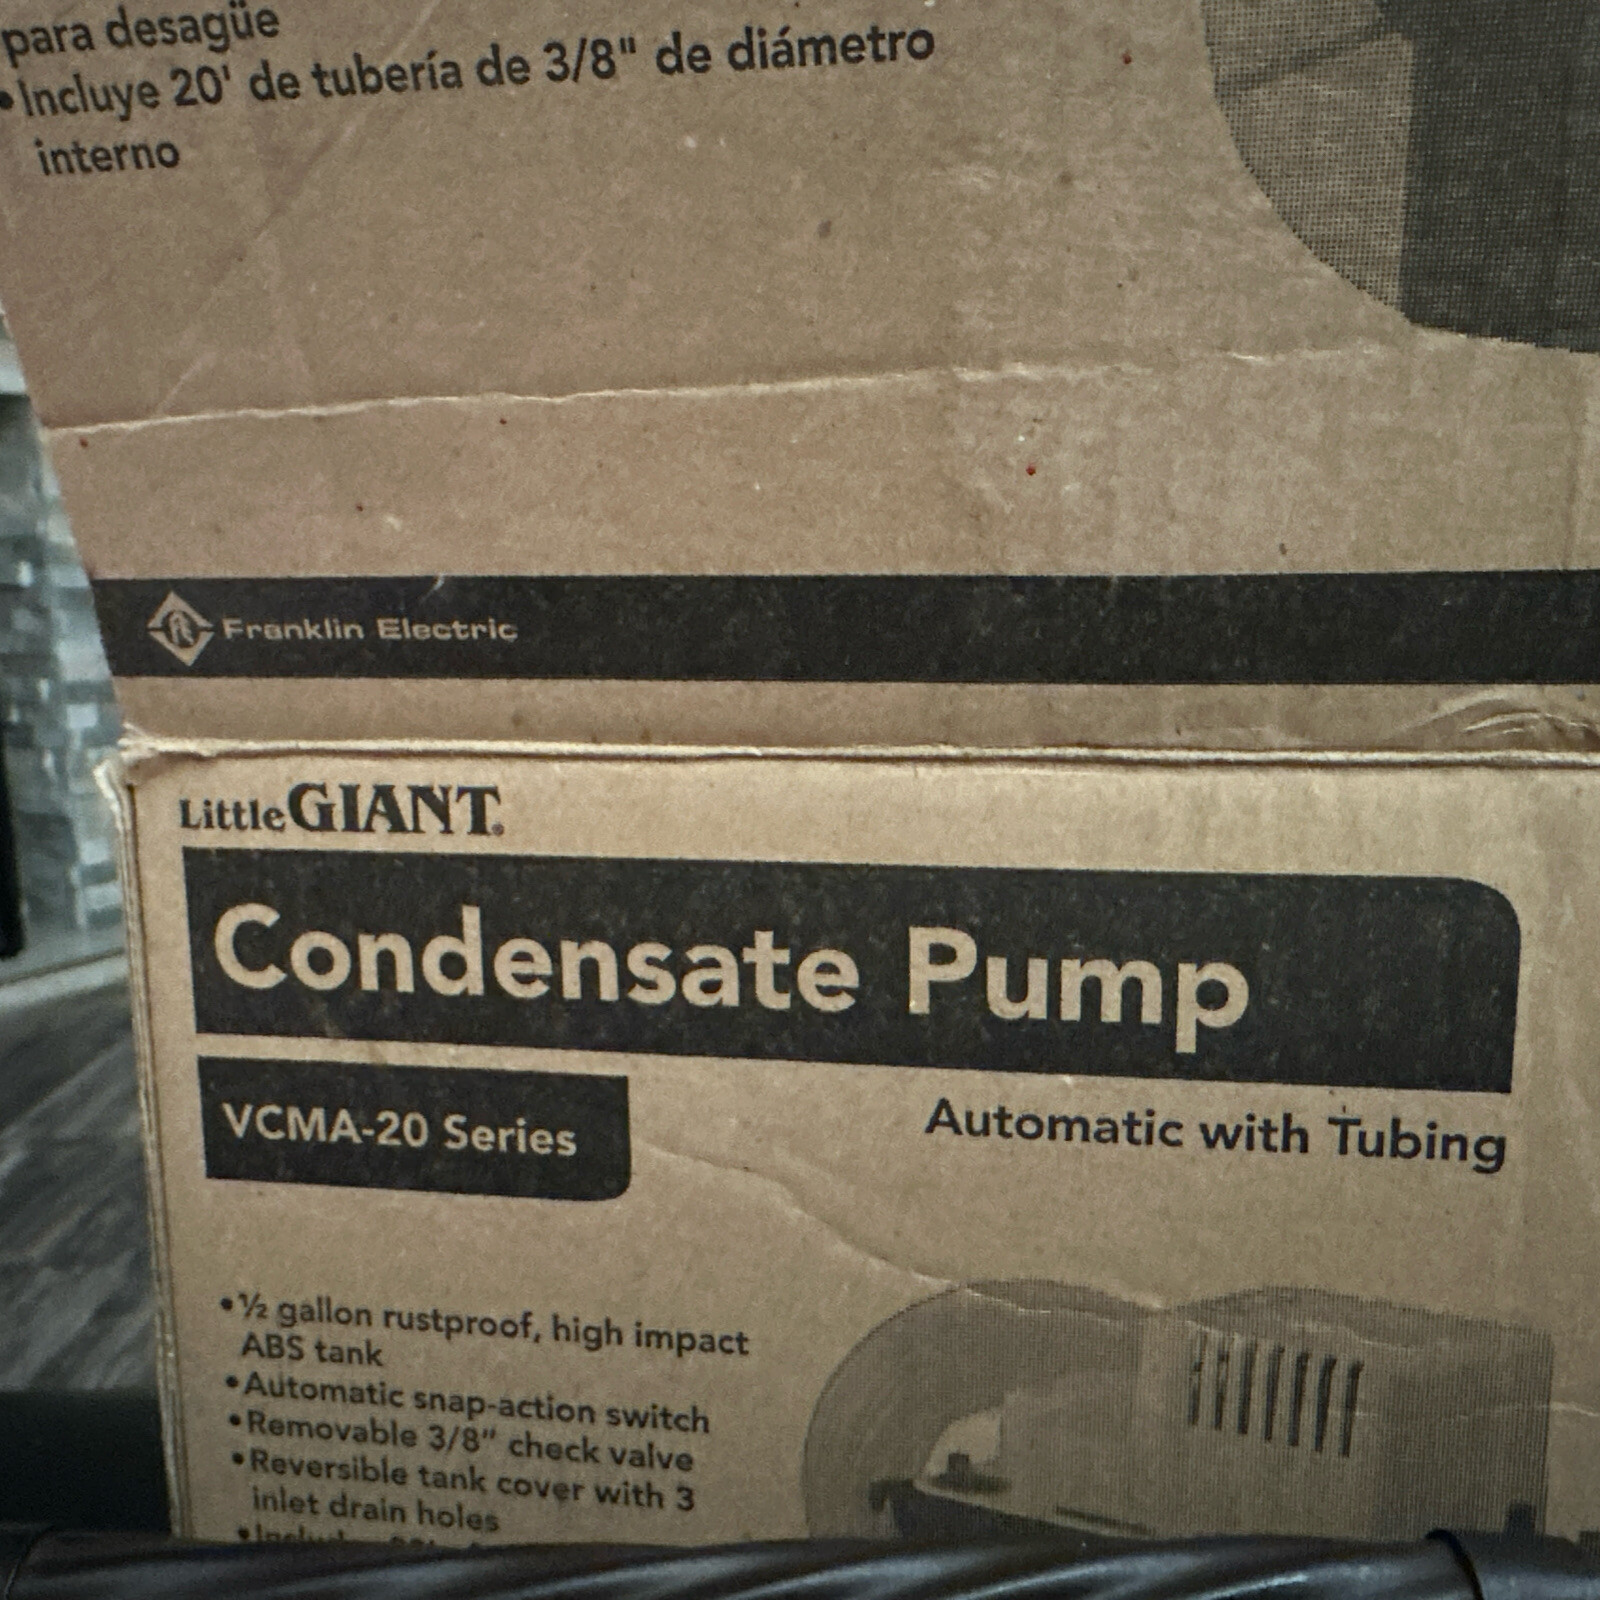 para desagüe
•Incluye 20' de tubería de 3/8" de diámetro
interno
Franklin Electric
Little GIANT®
Condensate Pump
VCMA-20 Series
Automatic with Tubing
•½ gallon rustproof, high impact
ABS tank
•Automatic snap-action switch
•Removable 3/8" check valve
•Reversible tank cover with 3
inlet drain holes